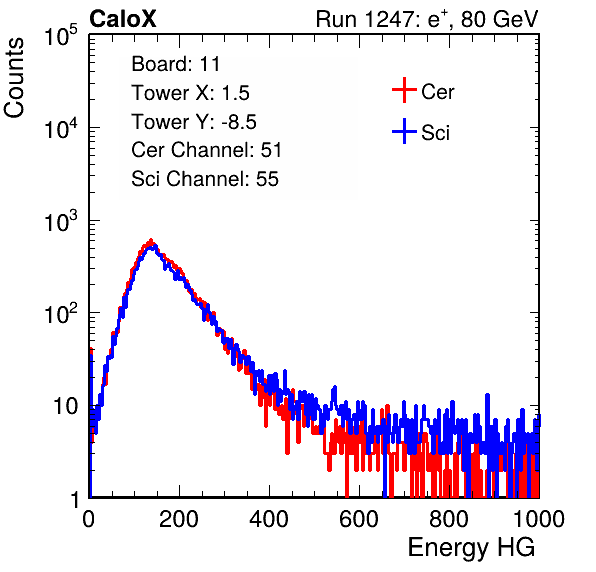 CaloX Run 1247: e⁺, 80 GeV
Counts
10⁵
10⁴
10³
10²
10
1
Board: 11
Tower X: 1.5
Tower Y: -8.5
Cer Channel: 51
Sci Channel: 55
Cer
Sci
0 200 400 600 800 1000
Energy HG